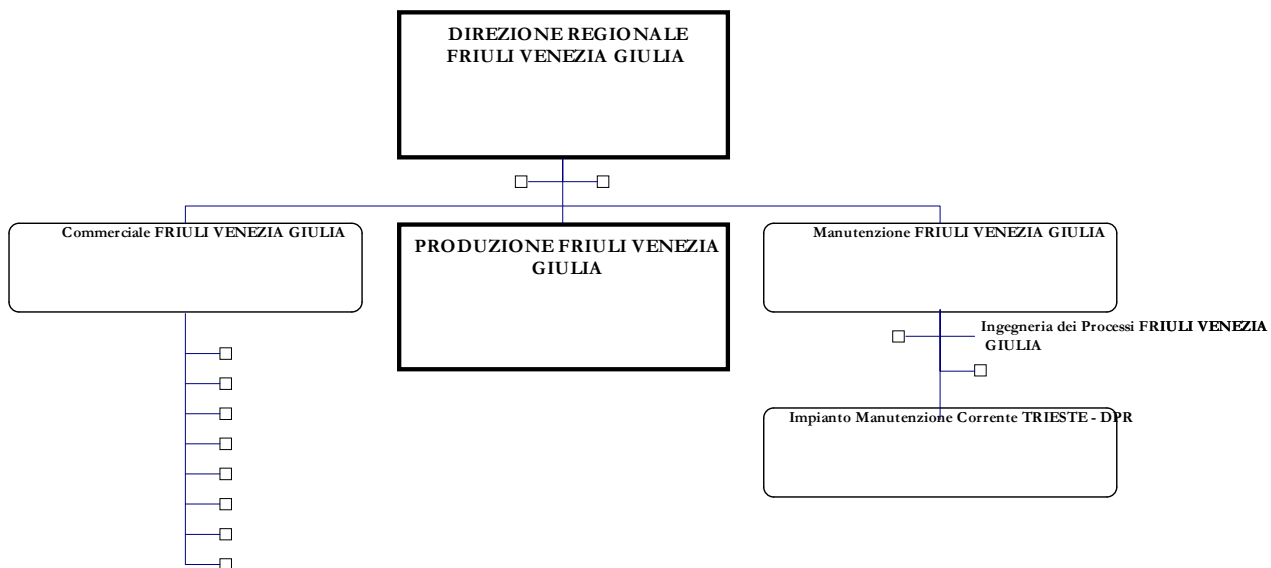 DIREZIONE REGIONALE
FRIULI VENEZIA GIULIA
Commerciale FRIULI VENEZIA GIULIA
PRODUZIONE FRIULI VENEZIA
GIULIA
Manutenzione FRIULI VENEZIA GIULIA
Ingegneria dei Processi FRIULI VENEZIA
GIULIA
Impianto Manutenzione Corrente TRIESTE - DPR